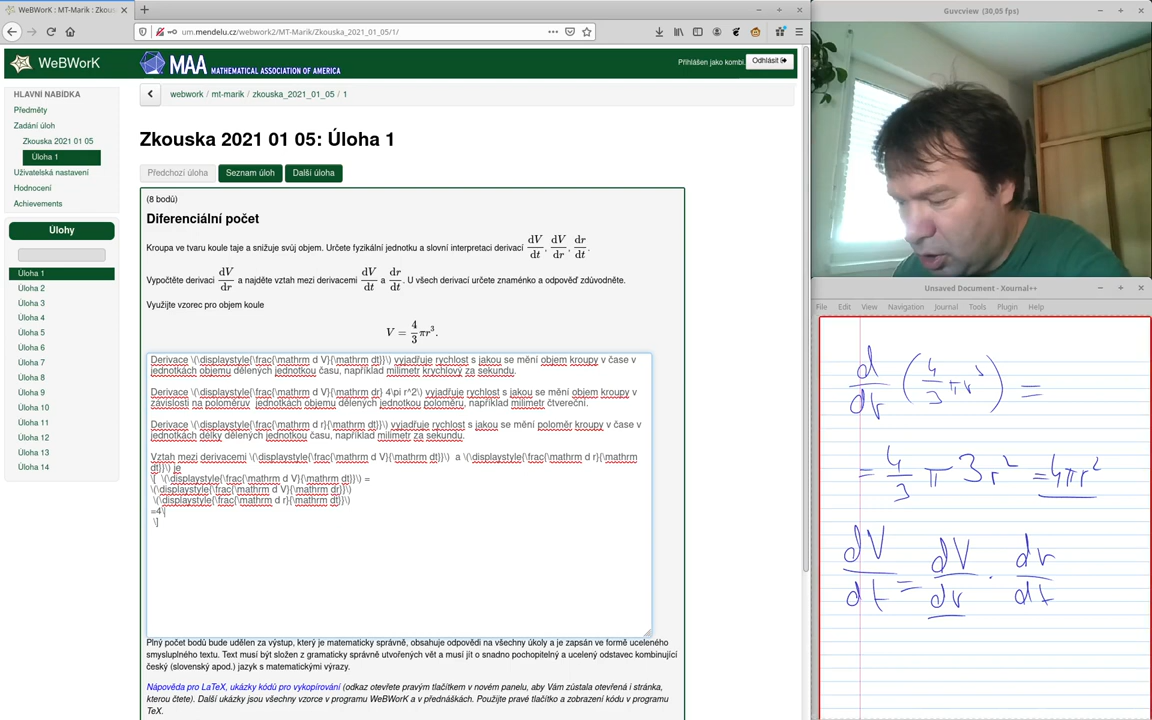 WeBWorK : MT-Marik : Zkous
Guvcview (30,05 fps)
um.mendelu.cz/webwork2/MT-Marik/Zkouska_2021_01_05/1/
WeBWorK
MAA MATHEMATICAL ASSOCIATION OF AMERICA
Přihlášen jako kombi.
Odhlásit
HLAVNÍ NABÍDKA
Předměty
Zadání úloh
Zkouska 2021 01 05
Úloha 1
Uživatelská nastavení
Hodnocení
Achievements
Úlohy
Úloha 1
Úloha 2
Úloha 3
Úloha 4
Úloha 5
Úloha 6
Úloha 7
Úloha 8
Úloha 9
Úloha 10
Úloha 11
Úloha 12
Úloha 13
Úloha 14
webwork / mt-marik / zkouska_2021_01_05 / 1
Zkouska 2021 01 05: Úloha 1
Předchozí úloha
Seznam úloh
Další úloha
(8 bodů)
Diferenciální počet
Kroupa ve tvaru koule taje a snižuje svůj objem. Určete fyzikální jednotku a slovní interpretaci derivací dV/dt, dV/dr, dr/dt.
Vypočtěte derivaci dV/dr a najděte vztah mezi derivacemi dV/dt a dr/dt. U všech derivací určete znaménko a odpověď zdůvodněte.
Využijte vzorec pro objem koule
V = 4/3 πr³.
Derivace \(\displaystyle{\frac{\mathrm d V}{\mathrm dt}}\) vyjadřuje rychlost s jakou se mění objem kroupy v čase v
jednotkách objemu dělených jednotkou času, například milimetr krychlový za sekundu.
Derivace \(\displaystyle{\frac{\mathrm d V}{\mathrm dr} 4\pi r^2\) vyjadřuje rychlost s jakou se mění objem kroupy v
závislosti na poloměruv  jednotkách objemu dělených jednotkou poloměru, například milimetr čtvereční.
Derivace \(\displaystyle{\frac{\mathrm d r}{\mathrm dt}}\) vyjadřuje rychlost s jakou se mění poloměr kroupy v čase v
jednotkách délky dělených jednotkou času, například milimetr za sekundu.
Vztah mezi derivacemi \(\displaystyle{\frac{\mathrm d V}{\mathrm dt}}\)  a \(\displaystyle{\frac{\mathrm d r}{\mathrm
dt}}\) je
\[ \(\displaystyle{\frac{\mathrm d V}{\mathrm dt}}\) =
\(\displaystyle{\frac{\mathrm d V}{\mathrm dr}}\)
\(\displaystyle{\frac{\mathrm d r}{\mathrm dt}}\)
=4\
\]
Plný počet bodů bude udělen za výstup, který je matematicky správně, obsahuje odpovědi na všechny úkoly a je zapsán ve formě uceleného
smysluplného textu. Text musí být složen z gramaticky správně utvořených vět a musí jít o snadno pochopitelný a ucelený odstavec kombinující
český (slovenský apod.) jazyk s matematickými výrazy.
Nápověda pro LaTeX, ukázky kódů pro vykopírování (odkaz otevřete pravým tlačítkem v novém panelu, aby Vám zůstala otevřená i stránka,
kterou čtete). Další ukázky jsou všechny vzorce v programu WeBWorK a v přednáškách. Použijte pravé tlačítko a zobrazení kódu v programu
TeX.
Unsaved Document - Xournal++
File Edit View Navigation Journal Tools Plugin Help
d/dr (4/3 πr³) =
= 4/3 π 3r² = 4πr²
dV/dt = dV/dr · dr/dt